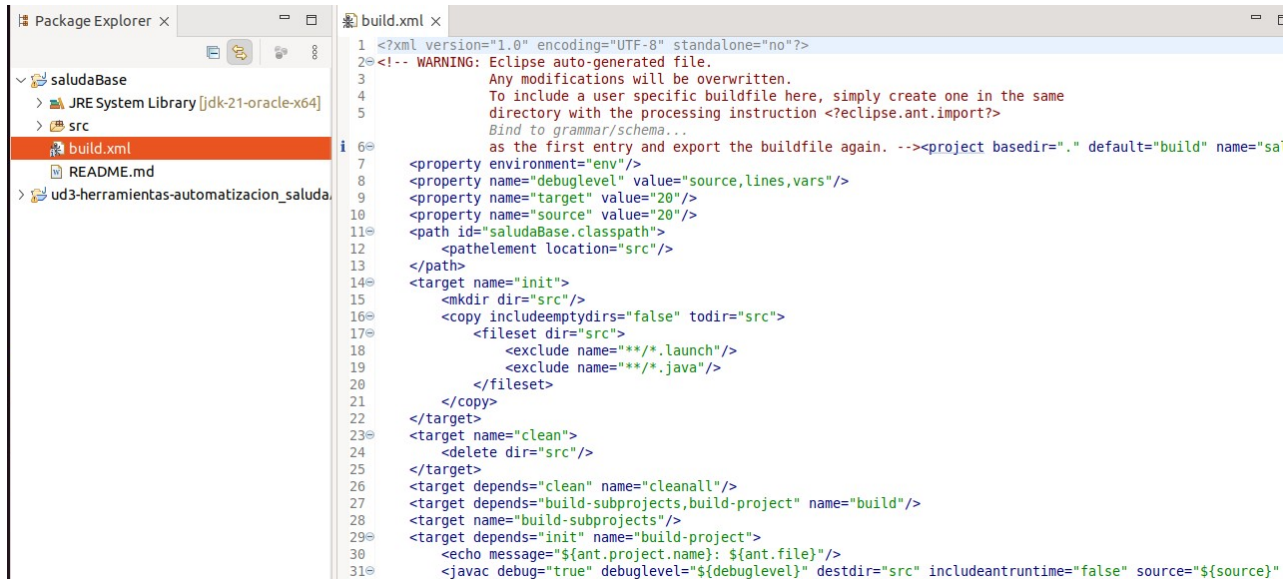 Package Explorer ×
saludaBase
JRE System Library [jdk-21-oracle-x64]
src
build.xml
README.md
ud3-herramientas-automatizacion_saluda
build.xml ×
1 <?xml version="1.0" encoding="UTF-8" standalone="no"?>
2 <!-- WARNING: Eclipse auto-generated file.
3 Any modifications will be overwritten.
4 To include a user specific buildfile here, simply create one in the same
5 directory with the processing instruction <?eclipse.ant.import?>
Bind to grammar/schema...
i 6 as the first entry and export the buildfile again. --><project basedir="." default="build" name="sal
7 <property environment="env"/>
8 <property name="debuglevel" value="source,lines,vars"/>
9 <property name="target" value="20"/>
10 <property name="source" value="20"/>
11 <path id="saludaBase.classpath">
12 <pathelement location="src"/>
13 </path>
14 <target name="init">
15 <mkdir dir="src"/>
16 <copy includeemptydirs="false" todir="src">
17 <fileset dir="src">
18 <exclude name="**/*.launch"/>
19 <exclude name="**/*.java"/>
20 </fileset>
21 </copy>
22 </target>
23 <target name="clean">
24 <delete dir="src"/>
25 </target>
26 <target depends="clean" name="cleanall"/>
27 <target depends="build-subprojects,build-project" name="build"/>
28 <target name="build-subprojects"/>
29 <target depends="init" name="build-project">
30 <echo message="${ant.project.name}: ${ant.file}"/>
31 <javac debug="true" debuglevel="${debuglevel}" destdir="src" includeantruntime="false" source="${source}"